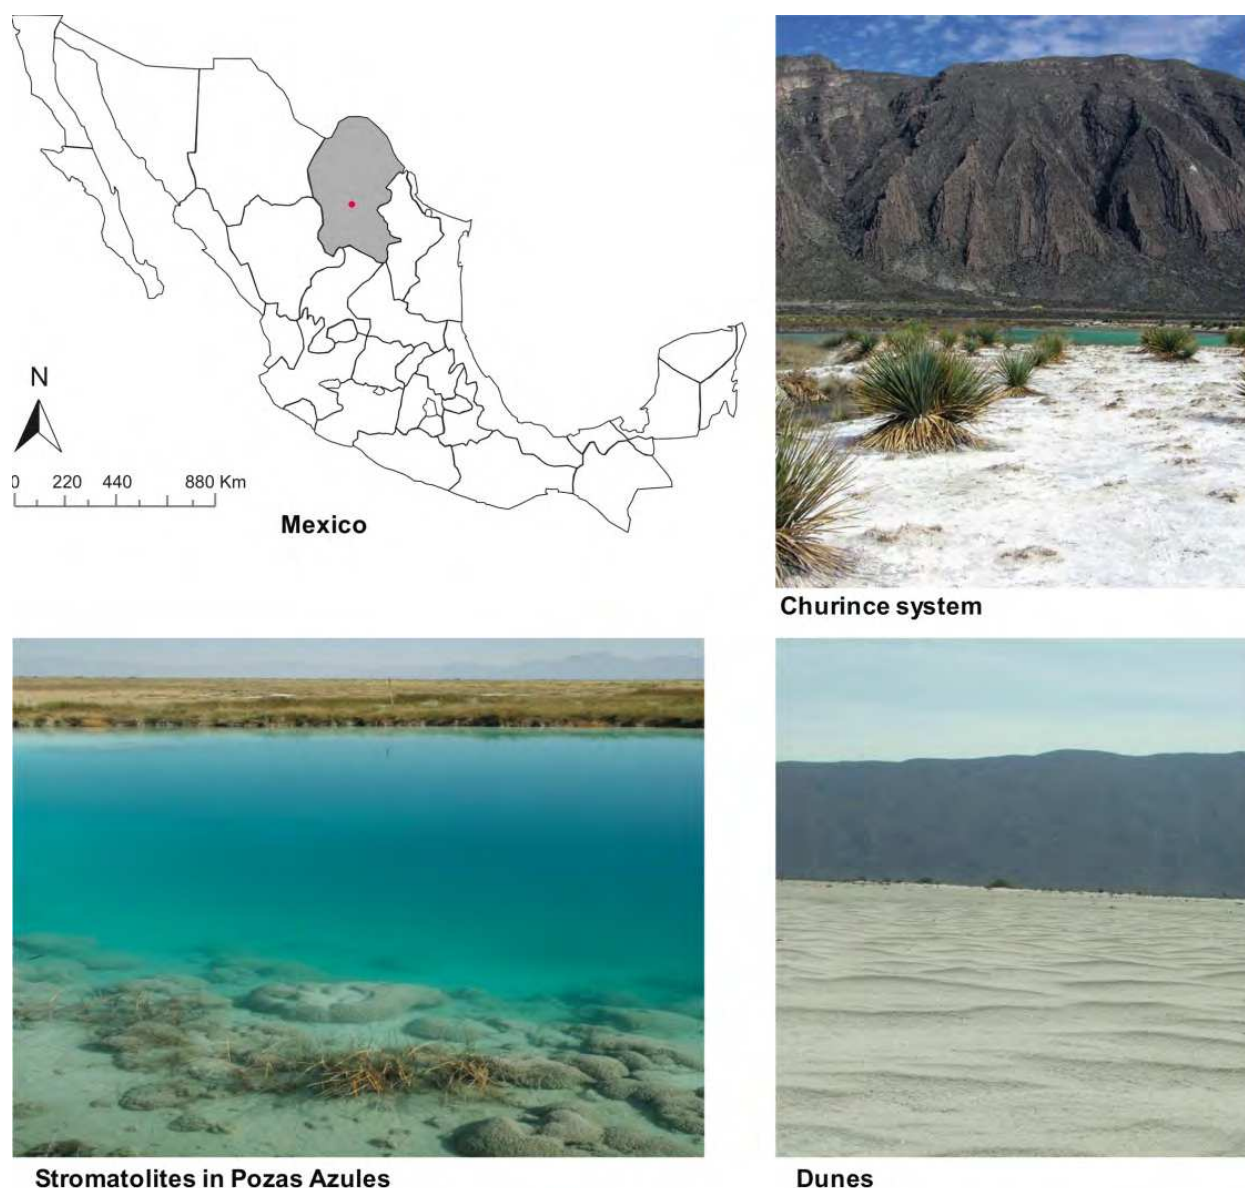 N
0 220 440 880 Km
Mexico
Churince system
Stromatolites in Pozas Azules
Dunes